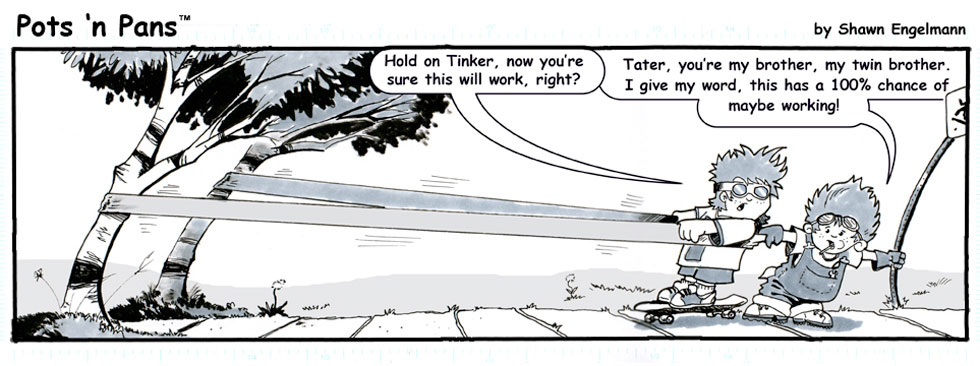 Pots 'n Pans™
by Shawn Engelmann
Hold on Tinker, now you're
sure this will work, right?
Tater, you're my brother, my twin brother.
I give my word, this has a 100% chance of
maybe working!